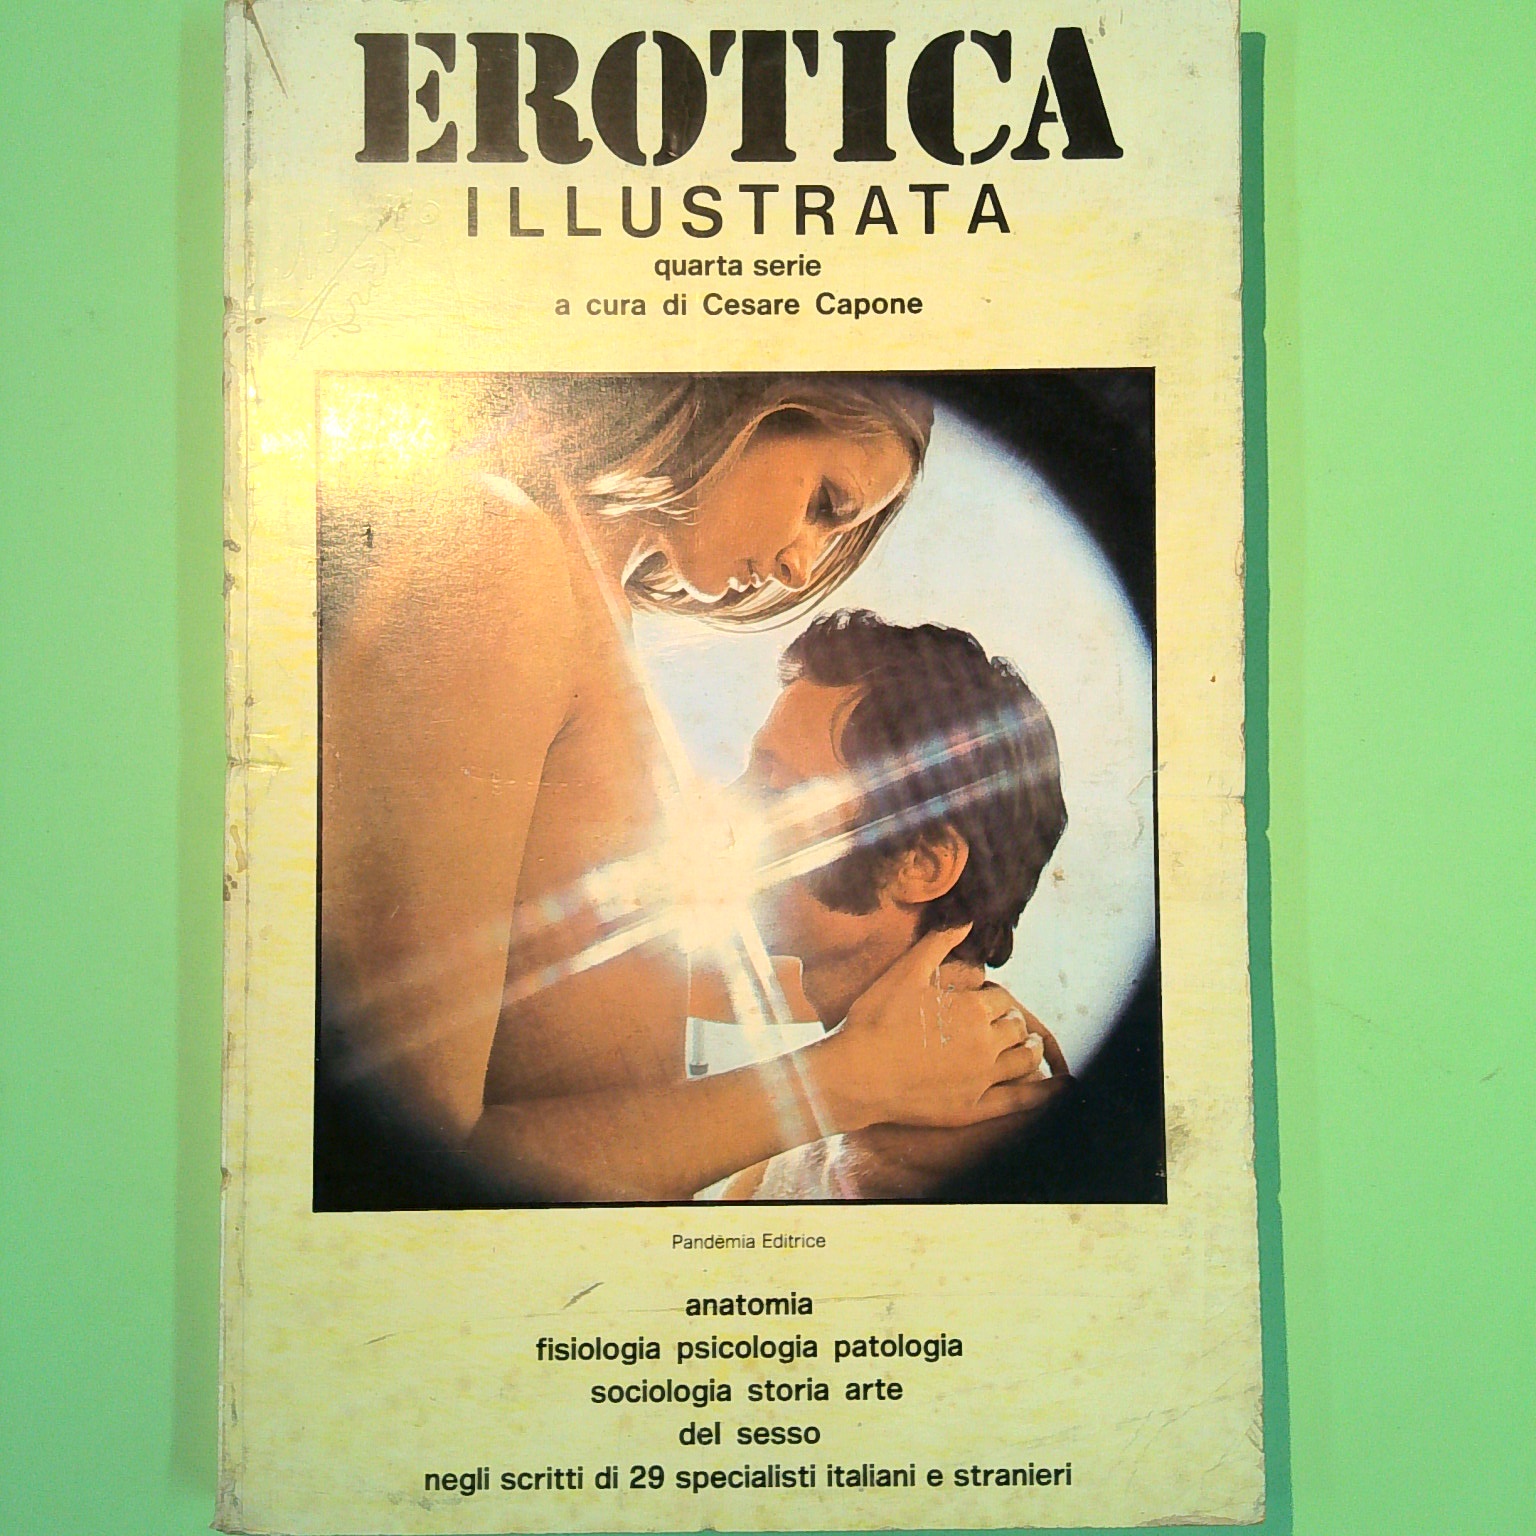 EROTICA
ILLUSTRATA
quarta serie
a cura di Cesare Capone
Pandèmia Editrice
anatomia
fisiologia psicologia patologia
sociologia storia arte
del sesso
negli scritti di 29 specialisti italiani e stranieri